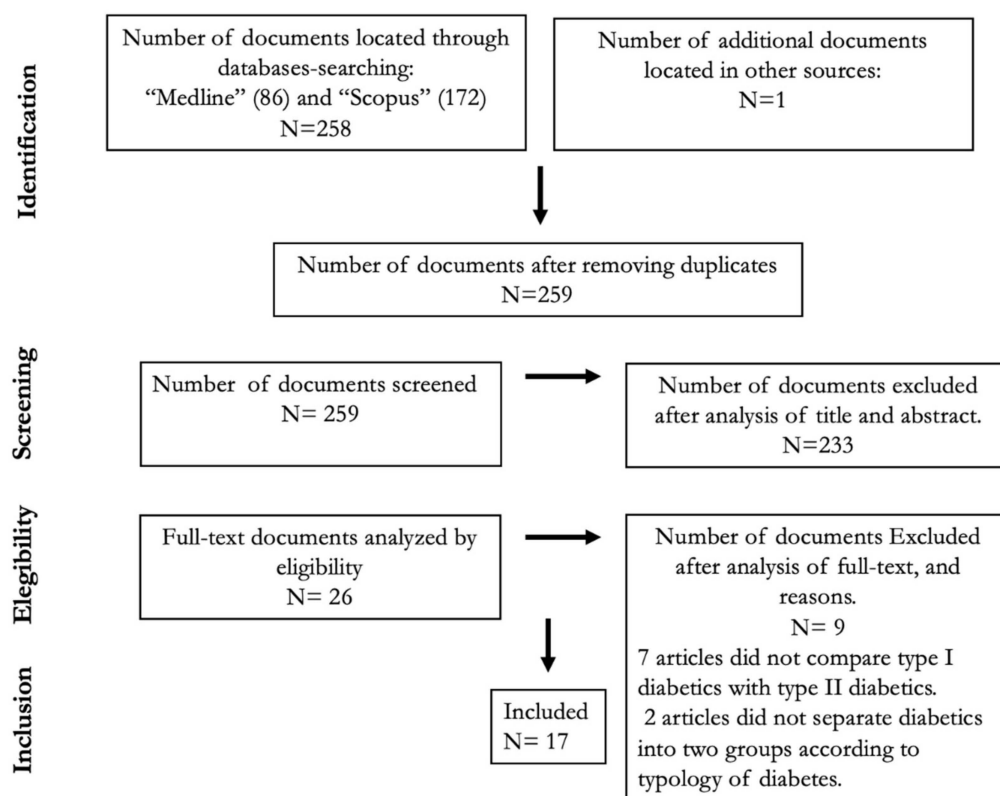 Identification
Number of documents located through
databases-searching:
“Medline” (86) and “Scopus” (172)
N=258
Number of additional documents
located in other sources:
N=1
Number of documents after removing duplicates
N=259
Screening
Number of documents screened
N= 259
Number of documents excluded
after analysis of title and abstract.
N=233
Elegibility
Full-text documents analyzed by
eligibility
N= 26
Number of documents Excluded
after analysis of full-text, and
reasons.
N= 9
7 articles did not compare type I
diabetics with type II diabetics.
2 articles did not separate diabetics
into two groups according to
typology of diabetes.
Inclusion
Included
N= 17